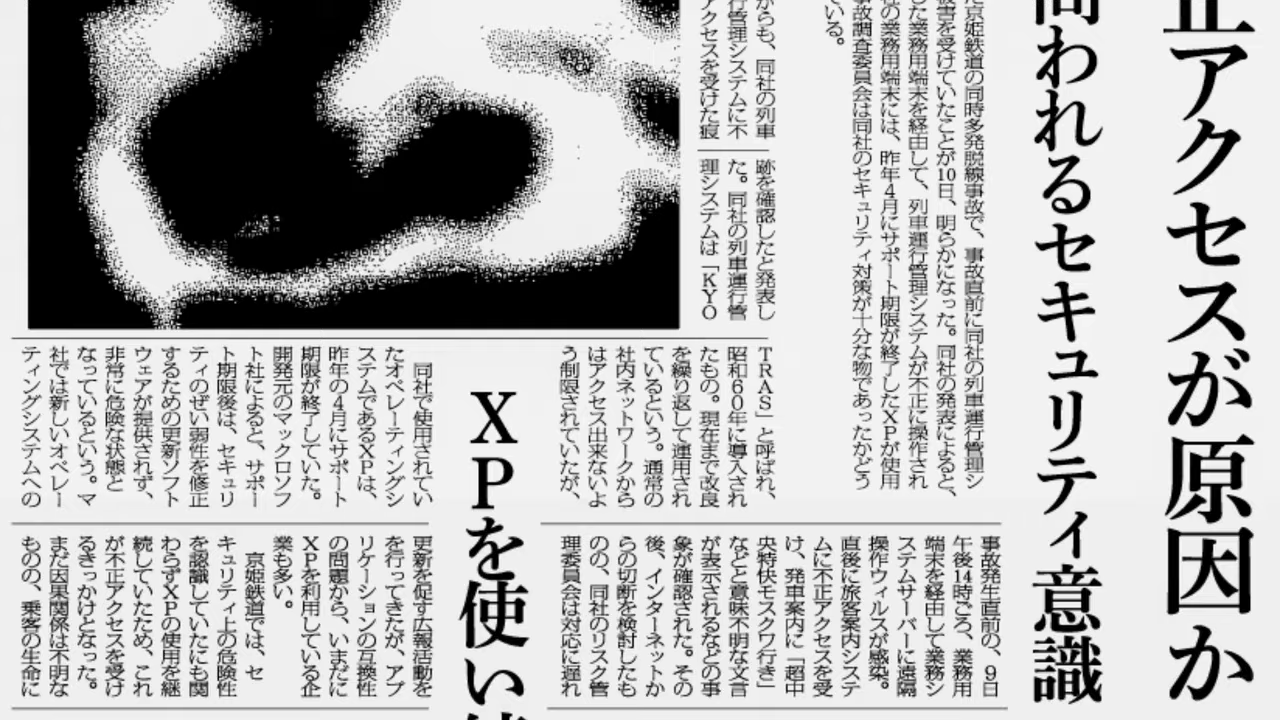 正アクセスが原因か
問われるセキュリティ意識
た京姫鉄道の同時多発脱線事故で、事故直前に同社の列車運行管理シ
被害を受けていたことが10日、明らかになった。同社の発表によると、
した業務用端末を経由して、列車運行管理システムが不正に操作され
社の業務用端末には、昨年4月にサポート期限が終了したXPが使用
事故調査委員会は同社のセキュリティ対策が十分な物であったかどう
ている。
からも、同社の列車
行管理システムに不
アクセスを受けた痕
跡を確認したと発表し
た。同社の列車運行管
理システムは「KYO
TRAS」と呼ばれ、
昭和60年に導入され
たもの。現在まで改良
を繰り返して運用され
ているという。通常の
社内ネットワークから
はアクセス出来ないよ
う制限されていたが、
事故発生直前の、9日
午後14時ごろ、業務用
端末を経由して業務シ
ステムサーバーに遠隔
操作ウィルスが感染。
直後に旅客案内システ
ムに不正アクセスを受
け、発車案内に「超中
央特快モスクワ行き」
などと意味不明な文言
が表示されるなどの事
象が確認された。その
後、インターネットか
らの切断を検討したも
のの、同社のリスク管
理委員会は対応に遅れ
XPを使い続
同社で使用されてい
たオペレーティングシ
ステムであるXPは、
昨年の4月にサポート
期限が終了していた。
開発元のマックロソフ
ト社によると、サポー
ト期限後は、セキュリ
ティのぜい弱性を修正
するための更新ソフト
ウェアが提供されず、
非常に危険な状態と
なっているという。マ
社では新しいオペレー
ティングシステムへの
更新を促す広報活動を
を行ってきたが、アプ
リケーションの互換性
の問題から、いまだに
XPを利用している企
業も多い。
京姫鉄道では、セ
キュリティ上の危険性
を認識していたにも関
わらずXPの使用を継
続していたため、これ
が不正アクセスを受け
るきっかけとなった。
まだ因果関係は不明な
ものの、乗客の生命に